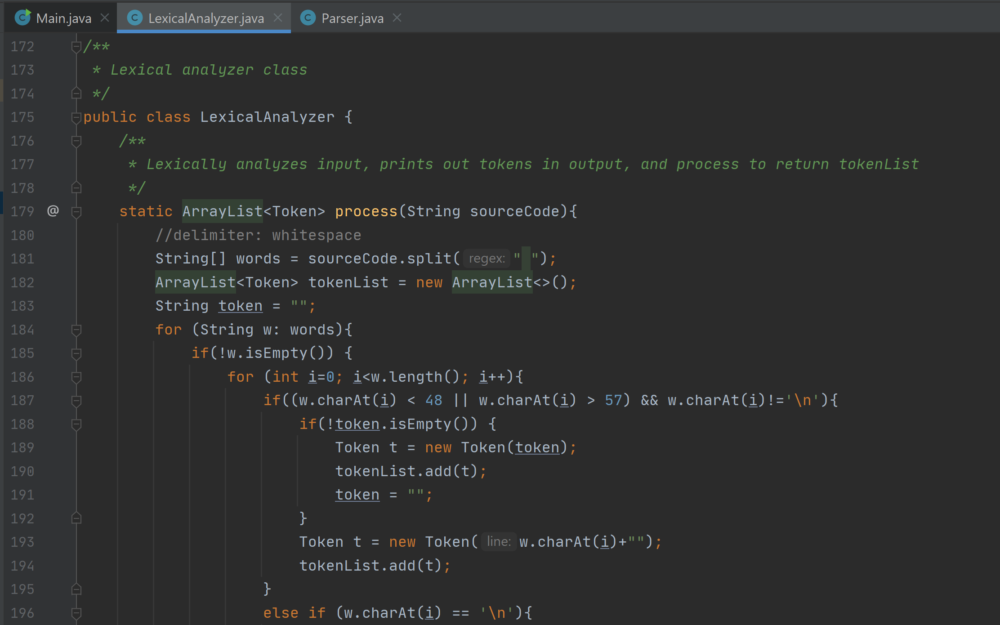 Main.java LexicalAnalyzer.java Parser.java
172 /**
173 * Lexical analyzer class
174 */
175 public class LexicalAnalyzer {
176 /**
177 * Lexically analyzes input, prints out tokens in output, and process to return tokenList
178 */
179 @ static ArrayList<Token> process(String sourceCode){
180 //delimiter: whitespace
181 String[] words = sourceCode.split( regex: " ");
182 ArrayList<Token> tokenList = new ArrayList<>();
183 String token = "";
184 for (String w: words){
185 if(!w.isEmpty()) {
186 for (int i=0; i<w.length(); i++){
187 if((w.charAt(i) < 48 || w.charAt(i) > 57) && w.charAt(i)!='\n'){
188 if(!token.isEmpty()) {
189 Token t = new Token(token);
190 tokenList.add(t);
191 token = "";
192 }
193 Token t = new Token( line: w.charAt(i)+"");
194 tokenList.add(t);
195 }
196 else if (w.charAt(i) == '\n'){